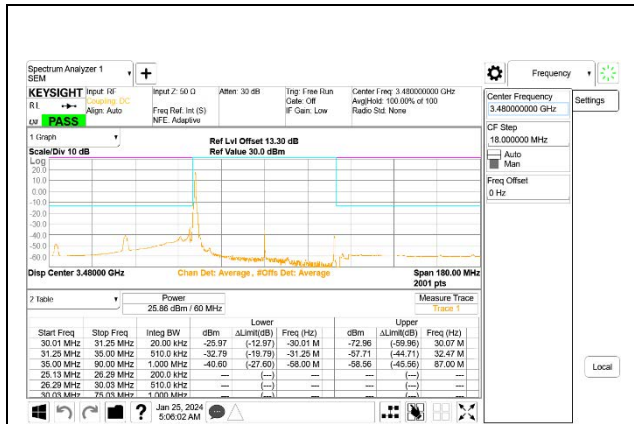 Spectrum Analyzer 1
SEM
+
Frequency
KEYSIGHT Input: RF Input Z: 50 Ω Atten: 30 dB Trig: Free Run Center Freq: 3.480000000 GHz
RL Coupling: DC Gate: Off Avg|Hold: 100.00% of 100
Align: Auto Freq Ref: Int (S) IF Gain: Low Radio Std: None
LXI PASS NFE: Adaptive
Center Frequency
3.480000000 GHz
Settings
CF Step
18.000000 MHz
Auto
Man
Freq Offset
0 Hz
Local
1 Graph
Ref Lvl Offset 13.30 dB
Scale/Div 10 dB Ref Value 30.0 dBm
Log
20.0
10.0
0.00
-10.0
-20.0
-30.0
-40.0
-50.0
-60.0
Disp Center 3.48000 GHz Chan Det: Average, #Offs Det: Average Span 180.00 MHz
2001 pts
2 Table Power Measure Trace
25.86 dBm / 60 MHz Trace 1
Lower Upper
Start Freq Stop Freq Integ BW dBm ΔLimit(dB) Freq (Hz) dBm ΔLimit(dB) Freq (Hz)
30.01 MHz 31.25 MHz 20.00 kHz -25.97 (-12.97) -30.01 M -72.96 (-59.96) 30.07 M
31.25 MHz 35.00 MHz 510.0 kHz -32.79 (-19.79) -31.25 M -57.71 (-44.71) 32.47 M
35.00 MHz 90.00 MHz 1.000 MHz -40.60 (-27.60) -58.00 M -58.56 (-45.56) 87.00 M
25.13 MHz 26.29 MHz 200.0 kHz --- (---) --- --- (---) ---
26.29 MHz 30.03 MHz 510.0 kHz --- (---) --- --- (---) ---
30.03 MHz 75.03 MHz 1.000 MHz --- (---) --- --- (---) ---
? Jan 25, 2024
5:06:02 AM